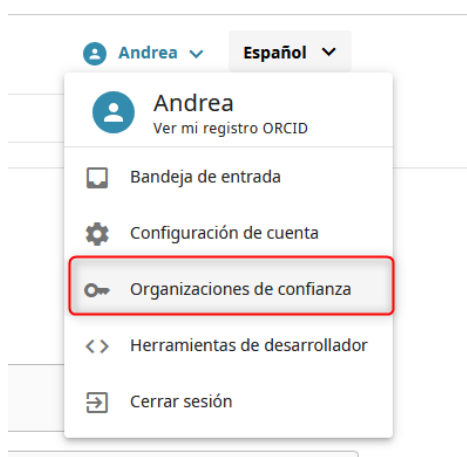 Andrea Español
Andrea
Ver mi registro ORCID
Bandeja de entrada
Configuración de cuenta
Organizaciones de confianza
Herramientas de desarrollador
Cerrar sesión